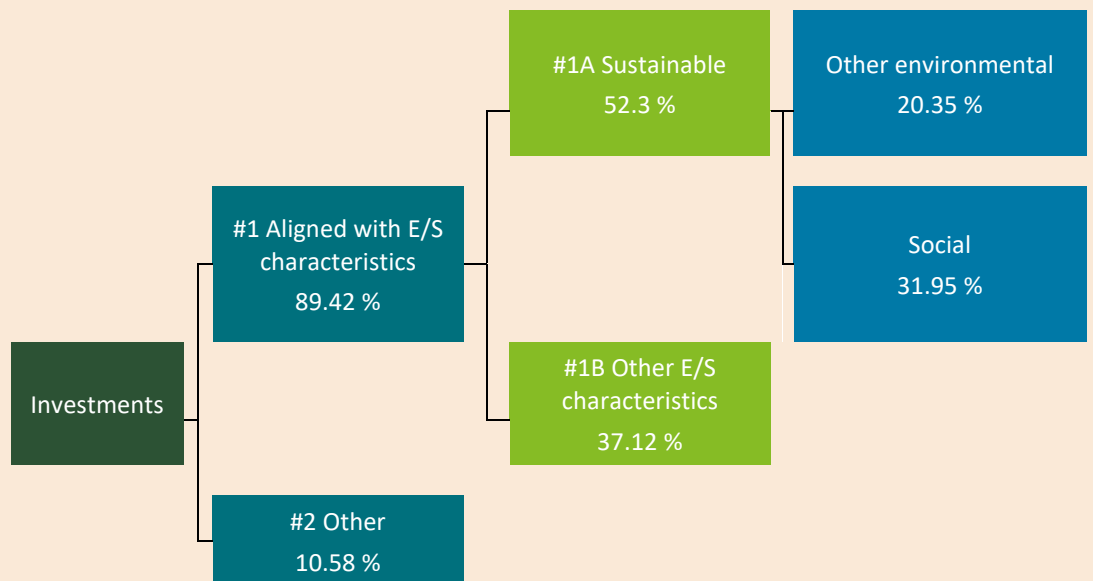 Investments
#1 Aligned with E/S
characteristics
89.42 %
#2 Other
10.58 %
#1A Sustainable
52.3 %
#1B Other E/S
characteristics
37.12 %
Other environmental
20.35 %
Social
31.95 %